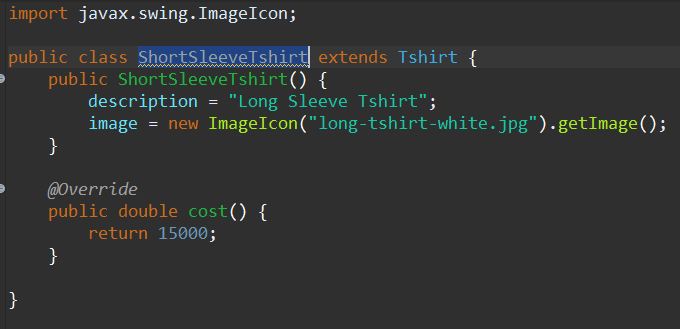 import javax.swing.ImageIcon;
public class ShortSleeveTshirt extends Tshirt {
public ShortSleeveTshirt() {
description = "Long Sleeve Tshirt";
image = new ImageIcon("long-tshirt-white.jpg").getImage();
}
@Override
public double cost() {
return 15000;
}
}